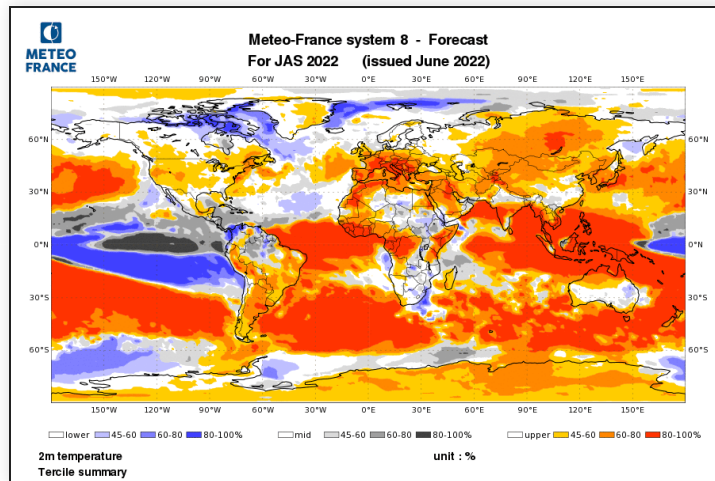 METEO
FRANCE
Meteo-France system 8 - Forecast
For JAS 2022 (issued June 2022)
150°W 120°W 90°W 60°W 30°W 0°E 30°E 60°E 90°E 120°E 150°E
60°N 60°N
30°N 30°N
0°N 0°N
30°S 30°S
60°S 60°S
150°W 120°W 90°W 60°W 30°W 0°E 30°E 60°E 90°E 120°E 150°E
lower 45-60 60-80 80-100% mid 45-60 60-80 80-100% upper 45-60 60-80 80-100%
2m temperature unit : %
Tercile summary